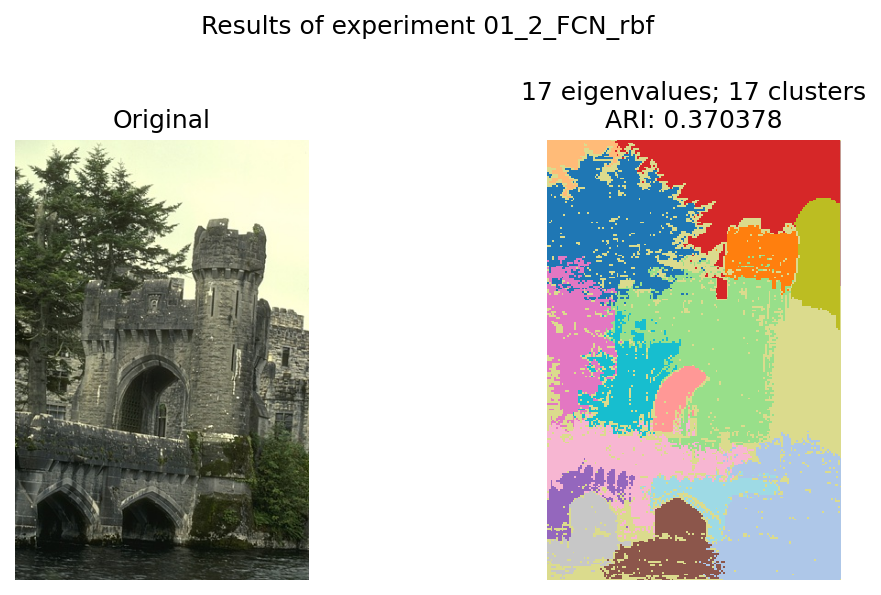 Results of experiment 01_2_FCN_rbf
Original
17 eigenvalues; 17 clusters
ARI: 0.370378